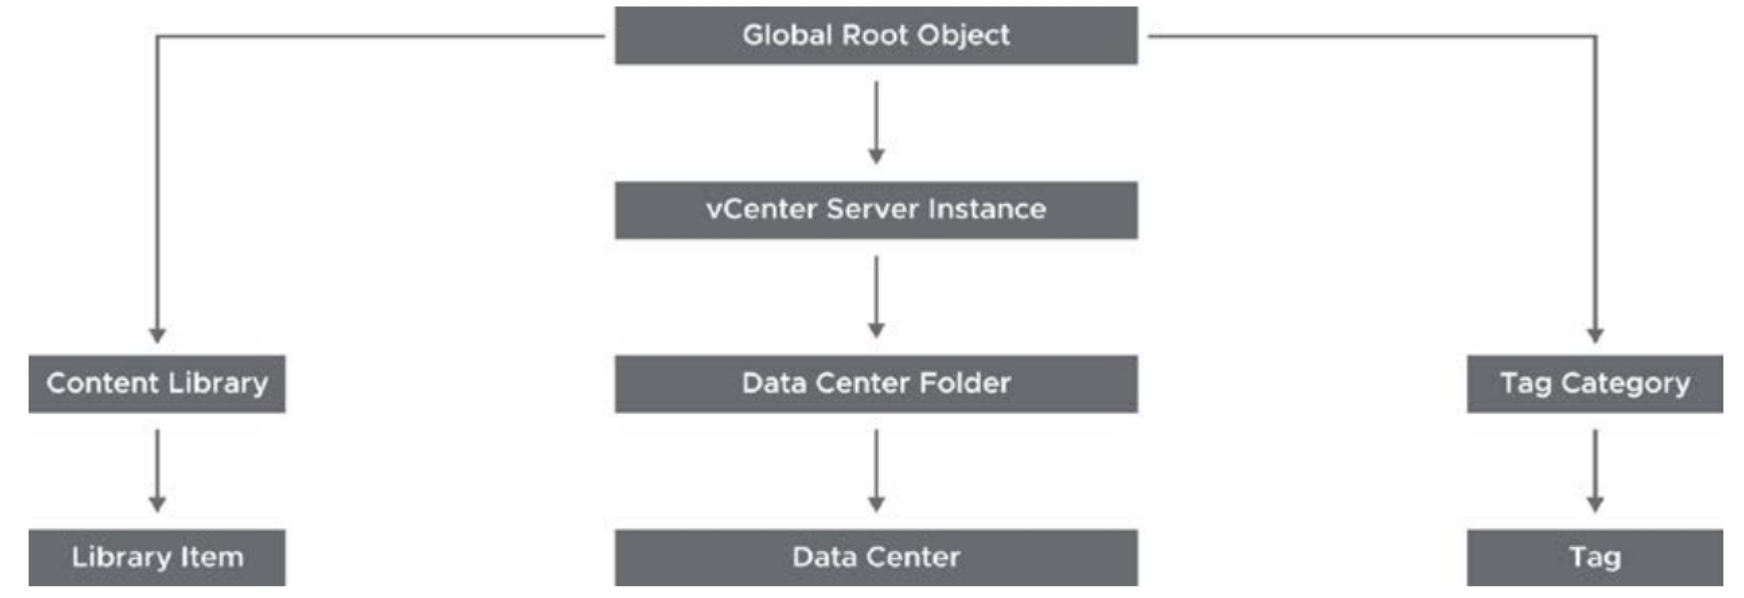 Global Root Object
vCenter Server Instance
Content Library
Data Center Folder
Tag Category
Library Item
Data Center
Tag